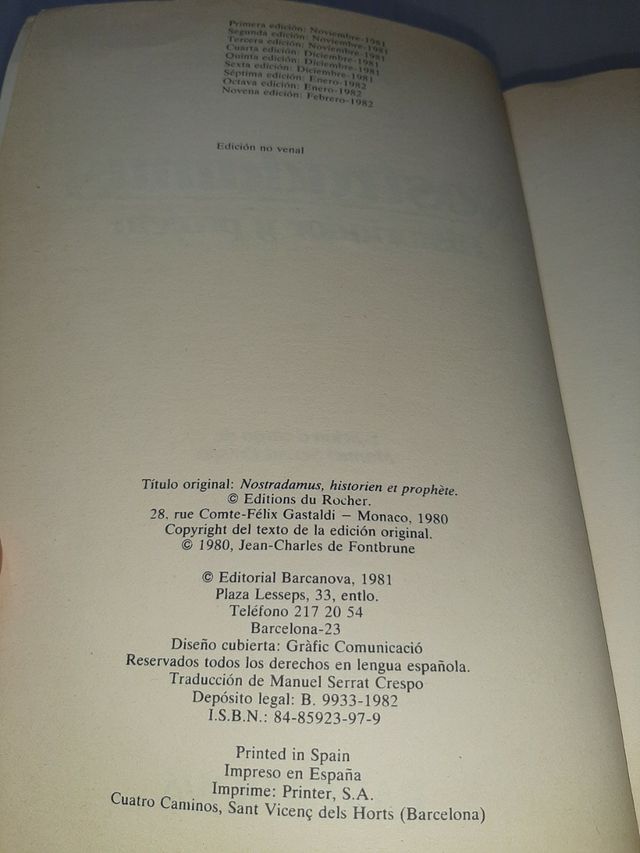 Primera edición: Noviembre-1981
Segunda edición: Noviembre-1981
Tercera edición: Noviembre-1981
Cuarta edición: Diciembre-1981
Quinta edición: Diciembre-1981
Sexta edición: Diciembre-1981
Séptima edición: Enero-1982
Octava edición: Enero-1982
Novena edición: Febrero-1982
Edición no venal
Título original: Nostradamus, historien et prophète.
© Editions du Rocher.
28, rue Comte-Félix Gastaldi – Monaco, 1980
Copyright del texto de la edición original.
© 1980, Jean-Charles de Fontbrune
© Editorial Barcanova, 1981
Plaza Lesseps, 33, entlo.
Teléfono 217 20 54
Barcelona-23
Diseño cubierta: Gràfic Comunicació
Reservados todos los derechos en lengua española.
Traducción de Manuel Serrat Crespo
Depósito legal: B. 9933-1982
I.S.B.N.: 84-85923-97-9
Printed in Spain
Impreso en España
Imprime: Printer, S.A.
Cuatro Caminos, Sant Vicenç dels Horts (Barcelona)